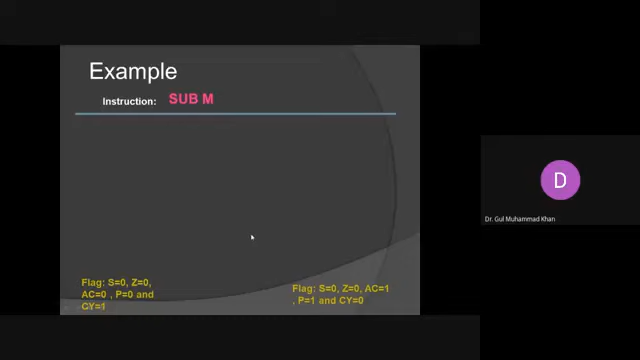 Example
Instruction: SUB M
Flag: S=0, Z=0,
AC=0 , P=0 and
CY=1
Flag: S=0, Z=0, AC=1
, P=1 and CY=0
D
Dr. Gul Muhammad Khan